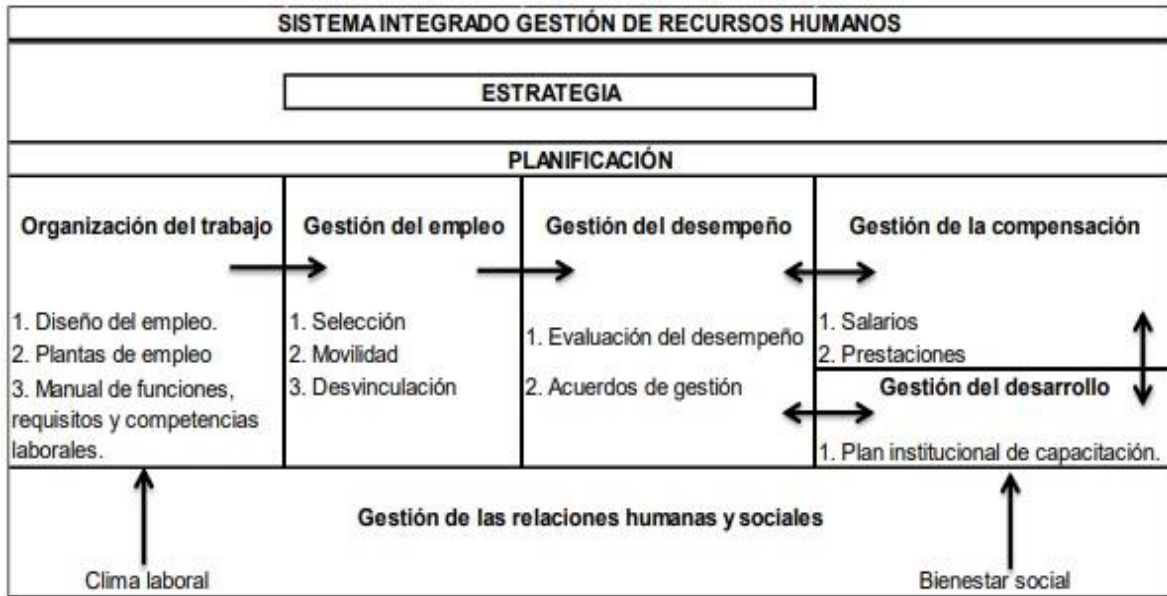 SISTEMA INTEGRADO GESTIÓN DE RECURSOS HUMANOS
ESTRATEGIA
PLANIFICACIÓN
Organización del trabajo
1. Diseño del empleo.
2. Plantas de empleo
3. Manual de funciones,
requisitos y competencias
laborales.
Gestión del empleo
1. Selección
2. Movilidad
3. Desvinculación
Gestión del desempeño
1. Evaluación del desempeño
2. Acuerdos de gestión
Gestión de la compensación
1. Salarios
2. Prestaciones
Gestión del desarrollo
1. Plan institucional de capacitación.
Gestión de las relaciones humanas y sociales
Clima laboral
Bienestar social